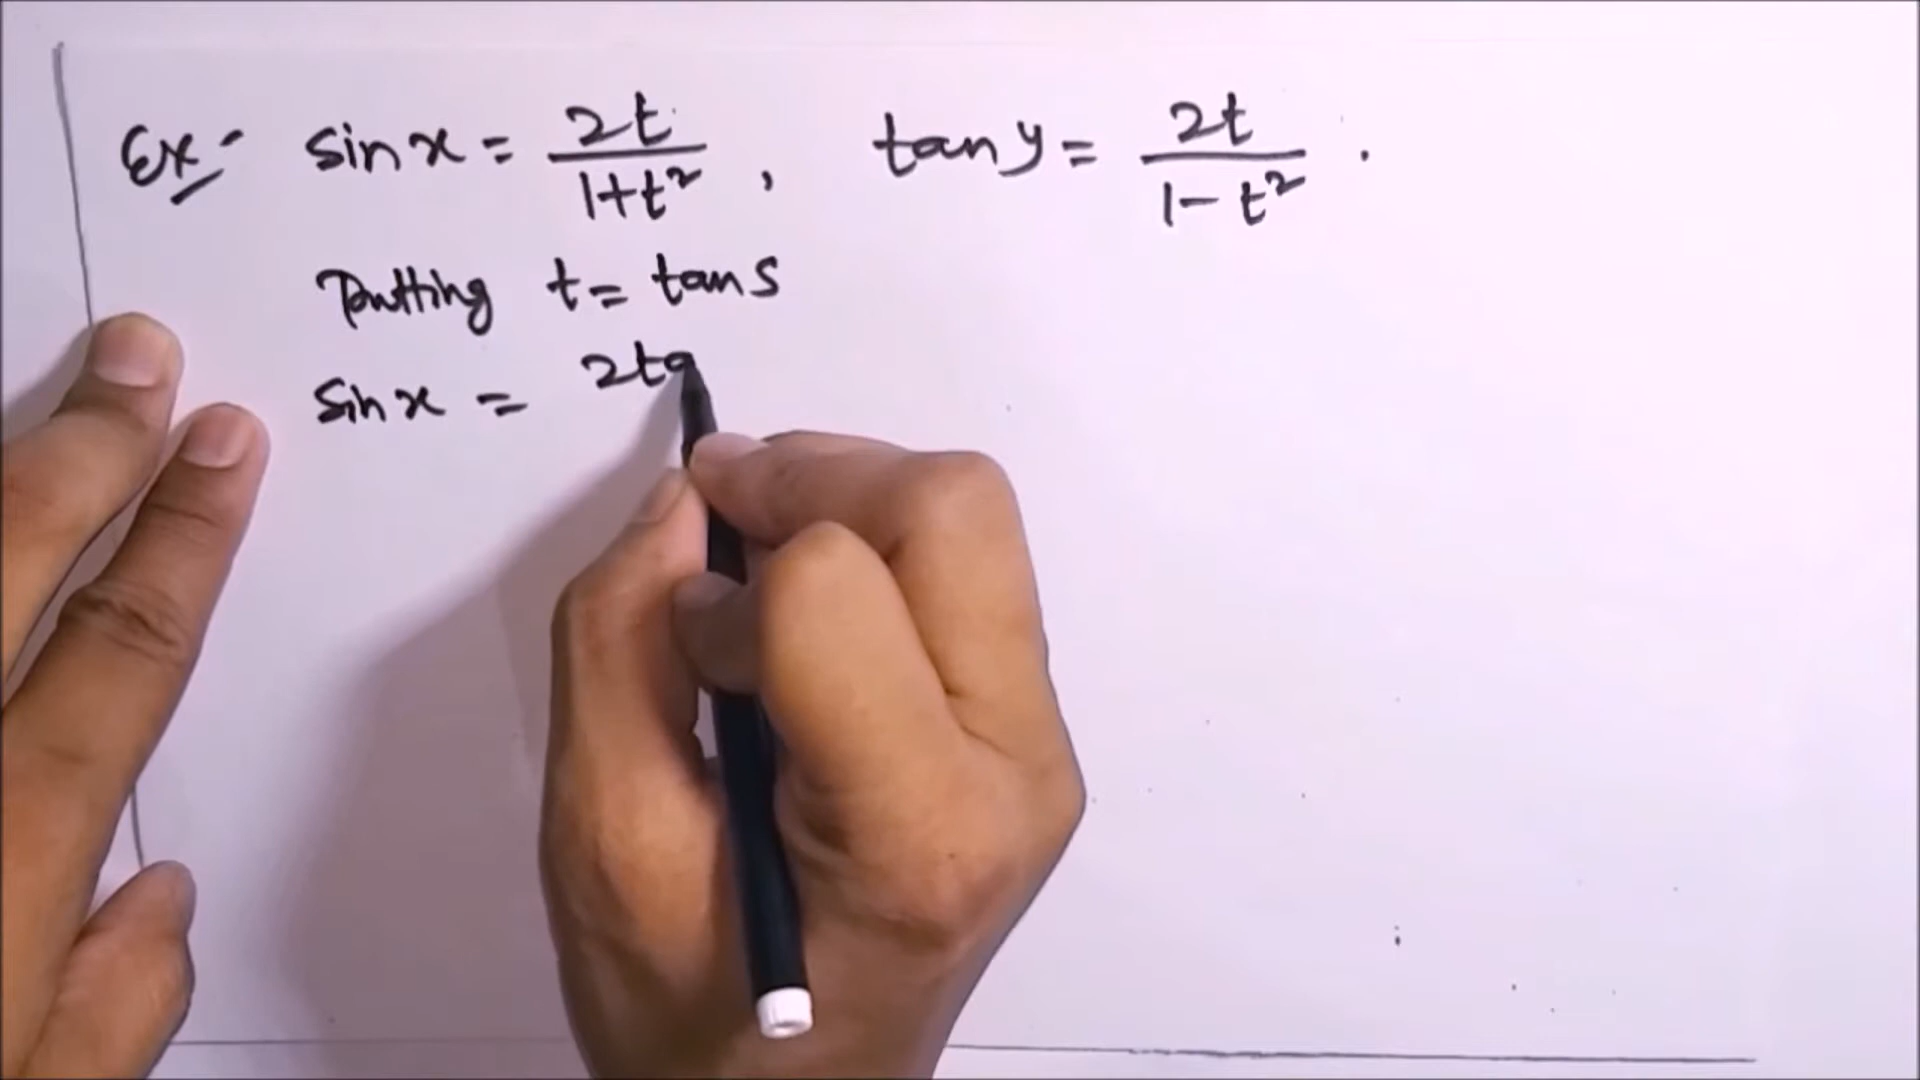 Ex- sin x = 2t/1+t², tan y = 2t/1-t².
Putting t = tan s
sin x = 2ta